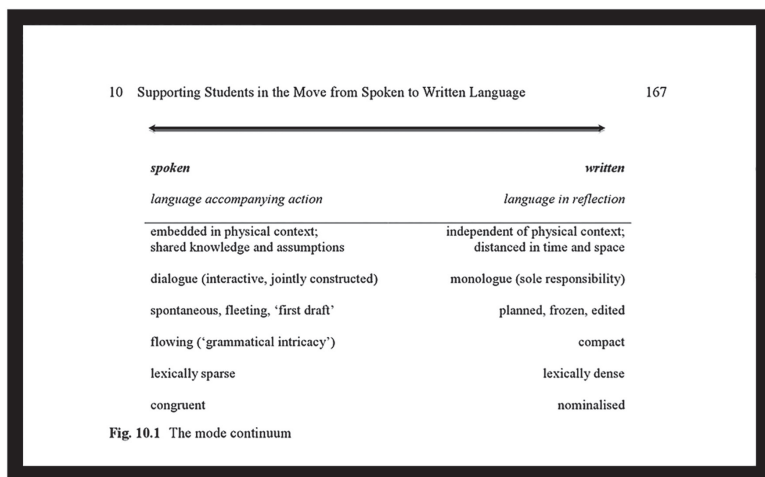 10 Supporting Students in the Move from Spoken to Written Language 167
spoken written
language accompanying action language in reflection
embedded in physical context; independent of physical context;
shared knowledge and assumptions distanced in time and space
dialogue (interactive, jointly constructed) monologue (sole responsibility)
spontaneous, fleeting, ‘first draft’ planned, frozen, edited
flowing (‘grammatical intricacy’) compact
lexically sparse lexically dense
congruent nominalised
Fig. 10.1 The mode continuum